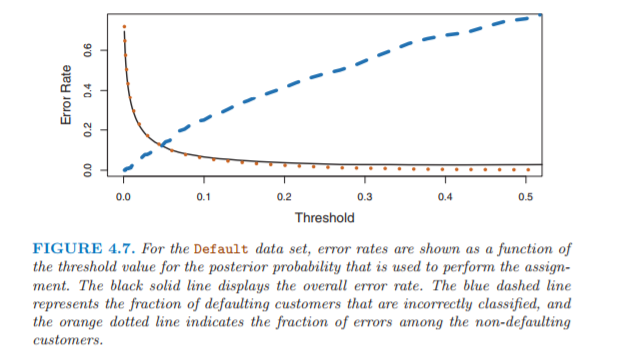 Error Rate
0.0 0.2 0.4 0.6
0.0 0.1 0.2 0.3 0.4 0.5
Threshold
FIGURE 4.7. For the Default data set, error rates are shown as a function of
the threshold value for the posterior probability that is used to perform the assign-
ment. The black solid line displays the overall error rate. The blue dashed line
represents the fraction of defaulting customers that are incorrectly classified, and
the orange dotted line indicates the fraction of errors among the non-defaulting
customers.